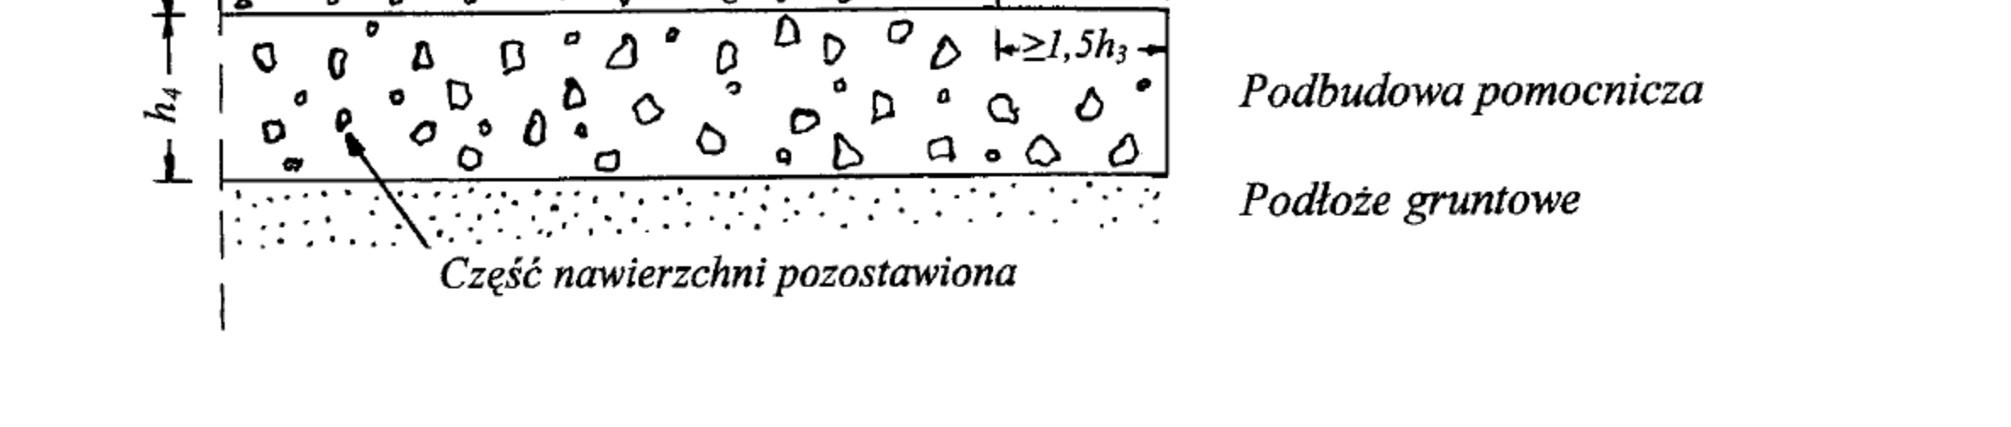 ≥1,5h₃
h₄
Podbudowa pomocnicza
Podłoże gruntowe
Część nawierzchni pozostawiona